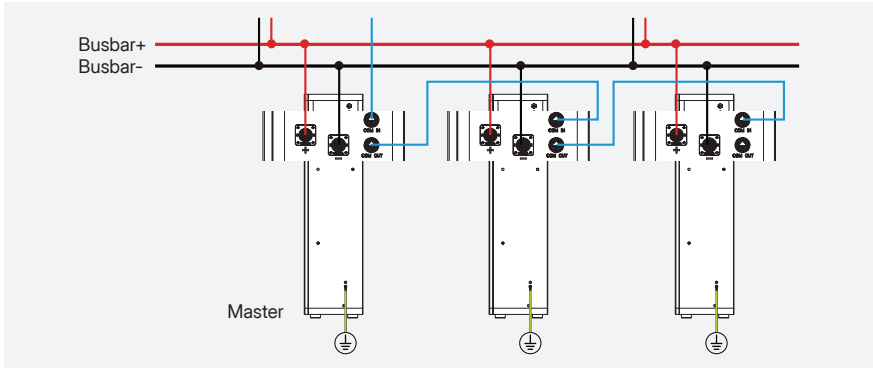 Busbar+
Busbar-
COM IN
COM IN
COM IN
+
−
COM OUT
+
−
COM OUT
+
−
COM OUT
Master